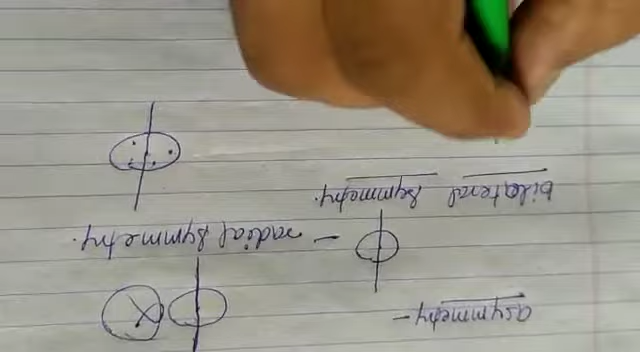 asymmetry -
- radial symmetry.
bilateral symmetry.